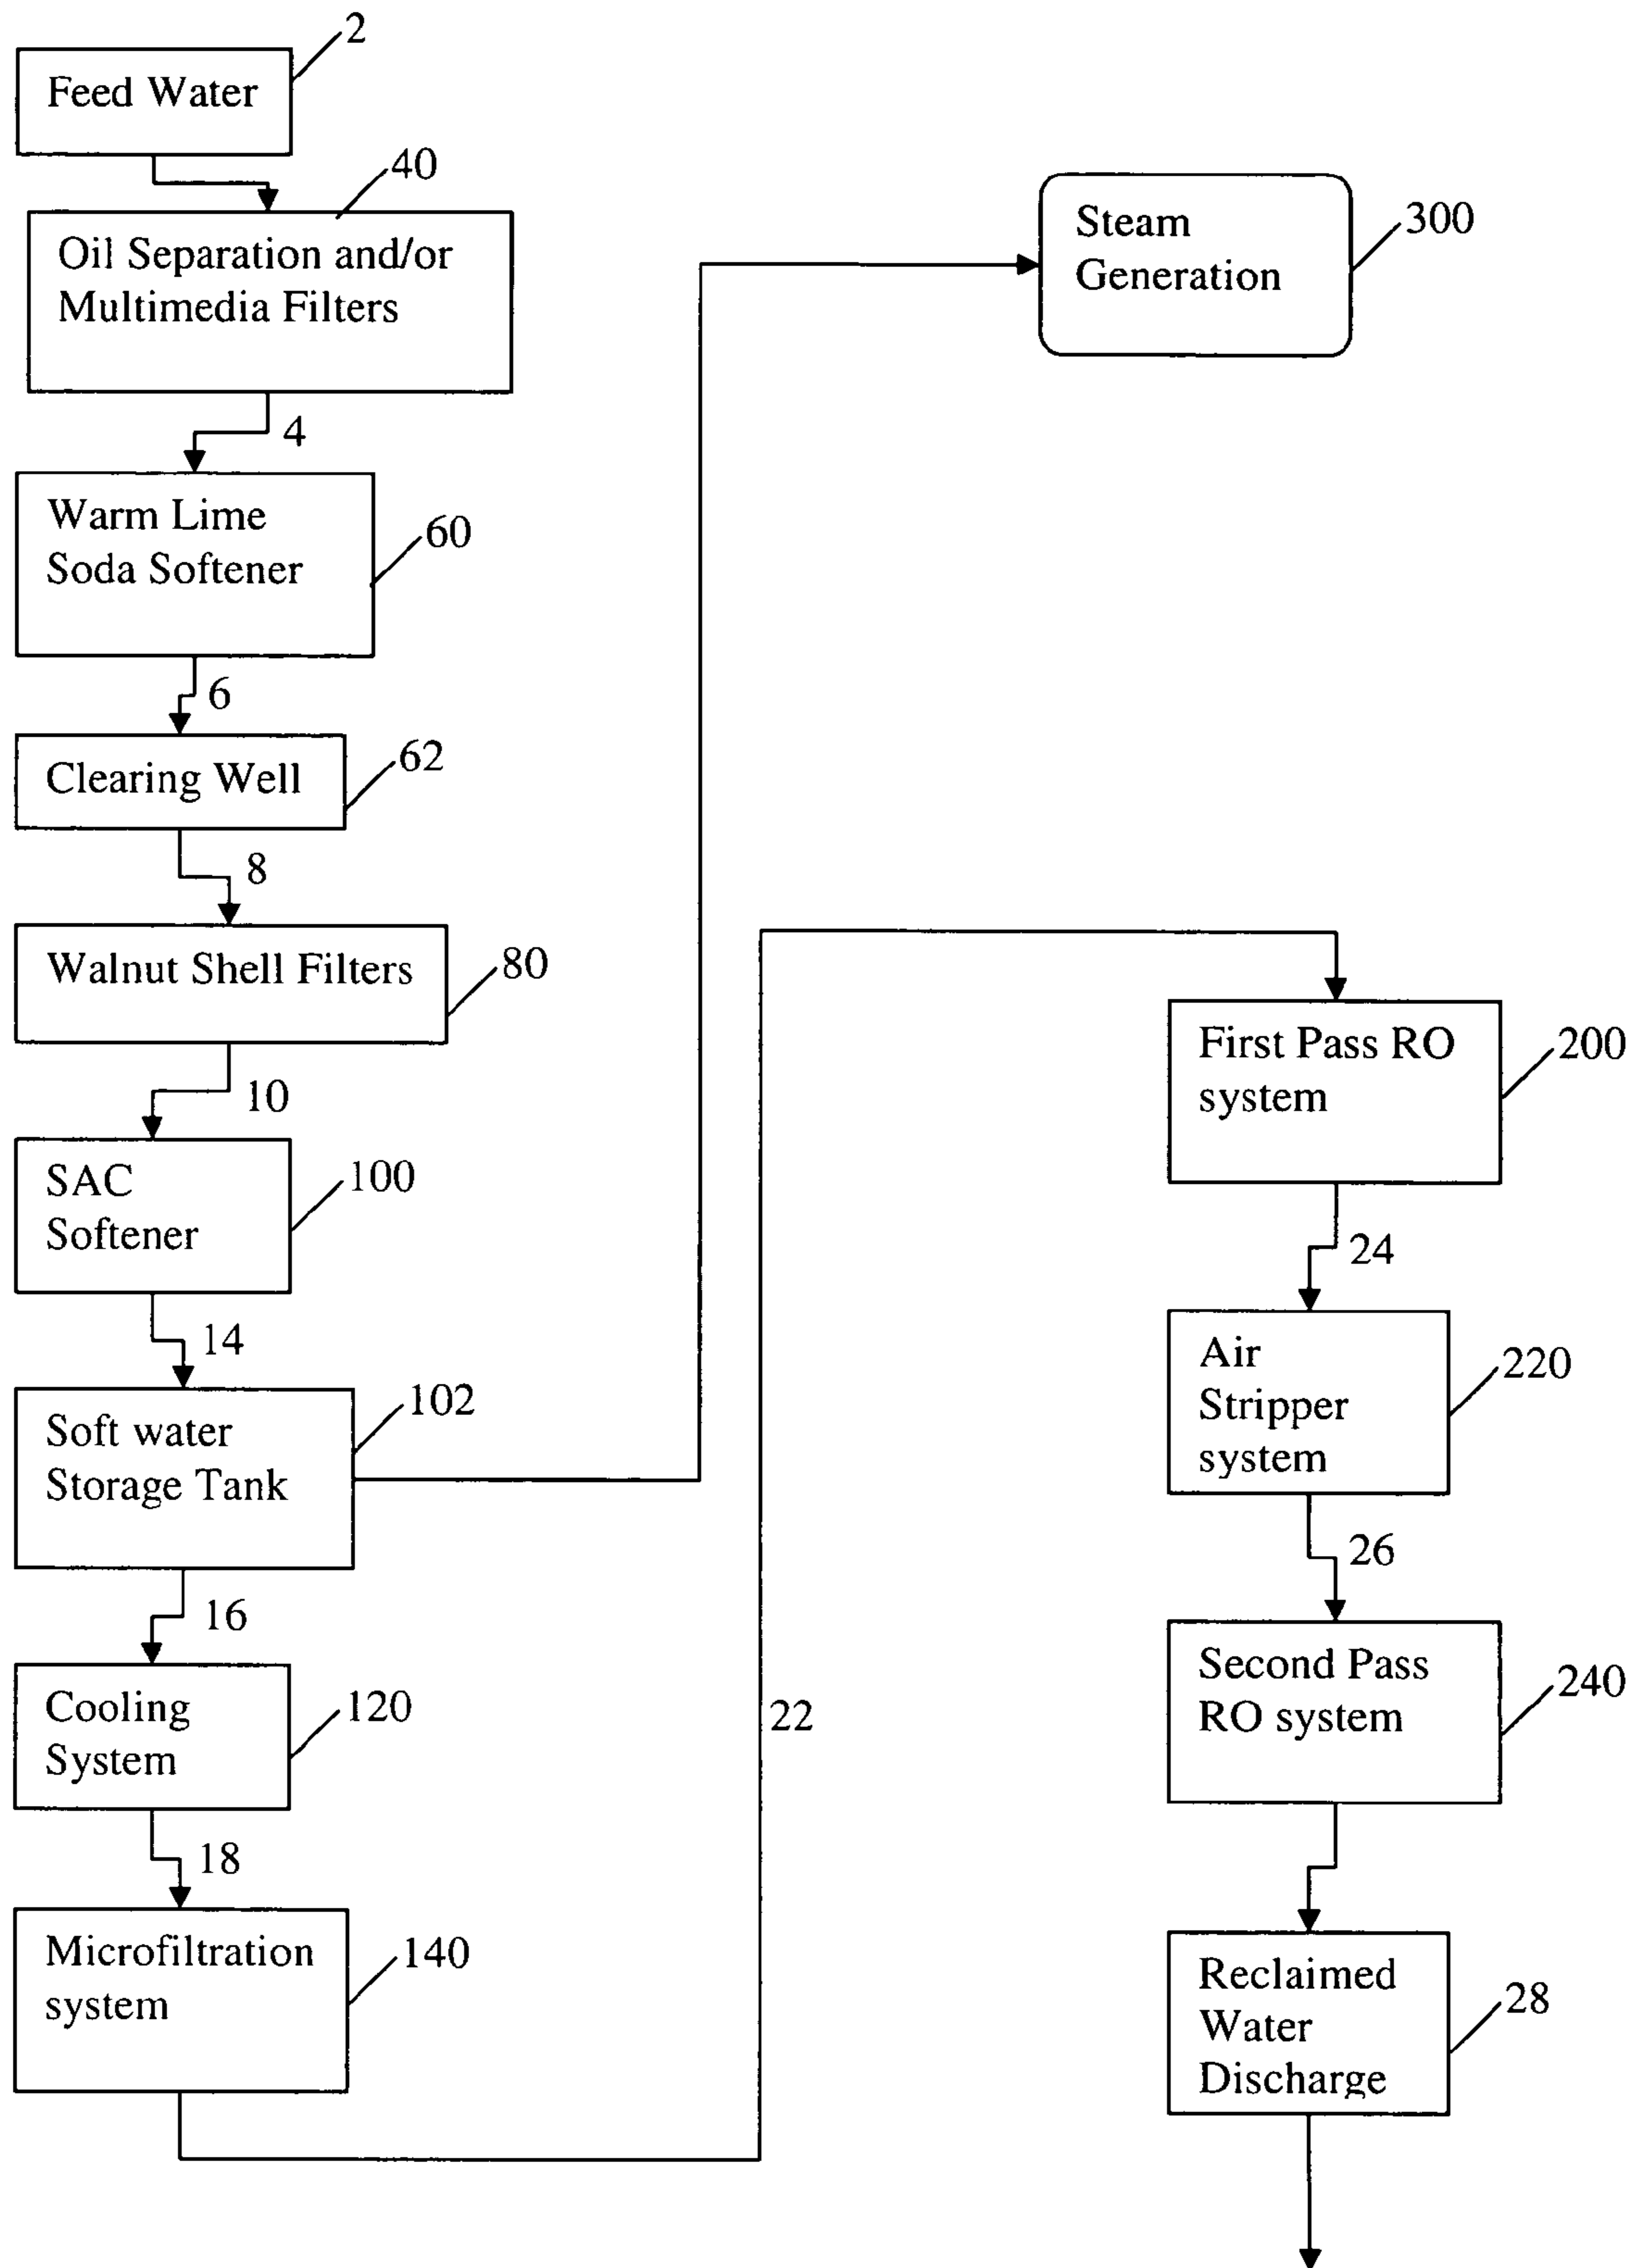 2
Feed Water
40
Oil Separation and/or
Multimedia Filters
4
Warm Lime
Soda Softener
60
6
Clearing Well
62
8
Walnut Shell Filters
80
10
SAC
Softener
100
14
Soft water
Storage Tank
102
16
Cooling
System
120
18
Microfiltration
system
140
22
Steam
Generation
300
First Pass RO
system
200
24
Air
Stripper
system
220
26
Second Pass
RO system
240
Reclaimed
Water
Discharge
28